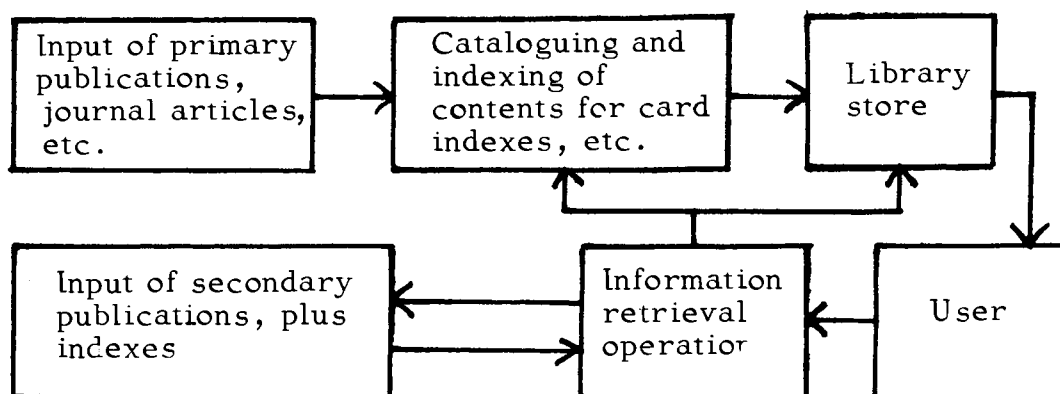 Input of primary
publications,
journal articles,
etc.
Cataloguing and
indexing of
contents for card
indexes, etc.
Library
store
Input of secondary
publications, plus
indexes
Information
retrieval
operation
User